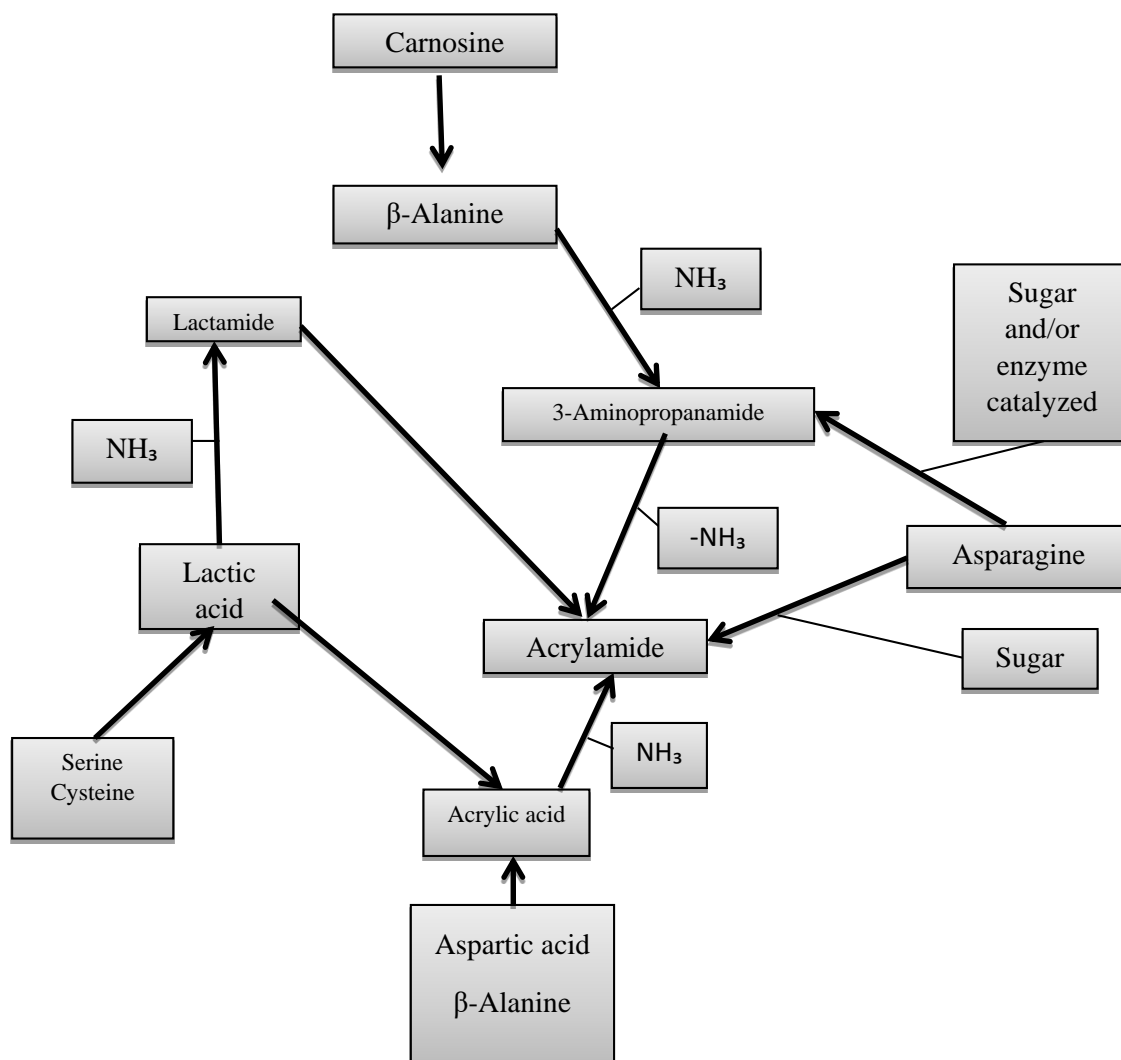 Carnosine
β-Alanine
NH₃
Sugar
and/or
enzyme
catalyzed
Lactamide
3-Aminopropanamide
NH₃
-NH₃
Asparagine
Lactic
acid
Acrylamide
Sugar
NH₃
Serine
Cysteine
Acrylic acid
Aspartic acid
β-Alanine